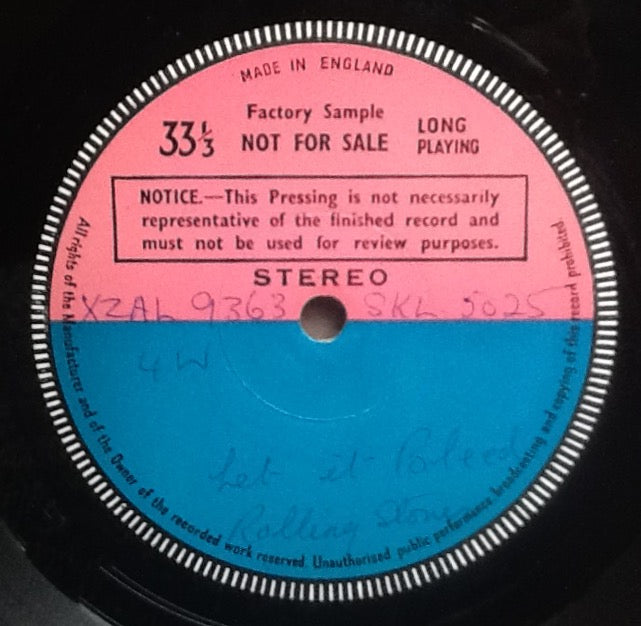 MADE IN ENGLAND
Factory Sample
33⅓ NOT FOR SALE LONG PLAYING
NOTICE.—This Pressing is not necessarily
representative of the finished record and
must not be used for review purposes.
STEREO
XZAL 9363 SKL 5025
4W
Let it Bleed
Rolling Stones
All rights of the Manufacturer and of the Owner of the recorded work reserved. Unauthorised public performance, broadcasting and copying of this record prohibited